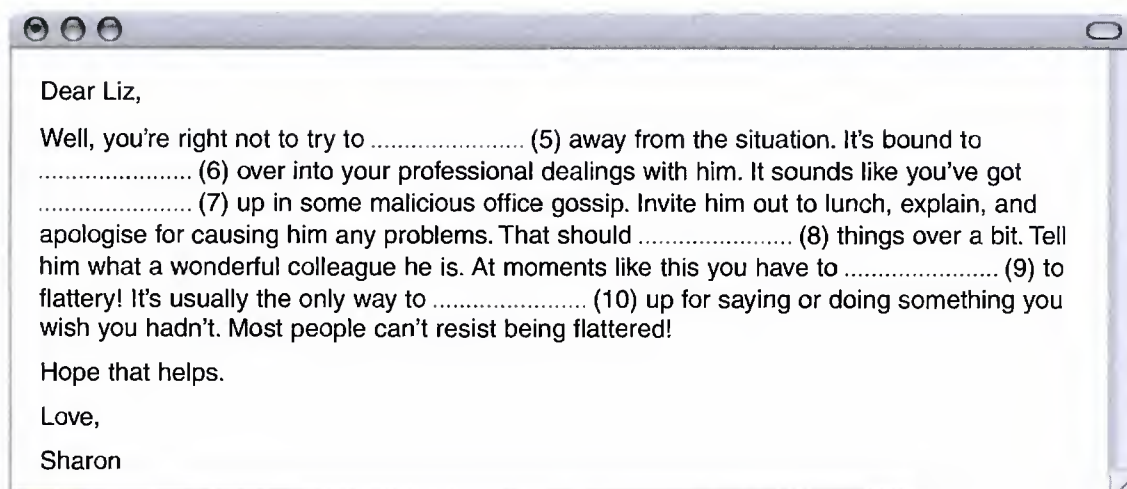 Dear Liz,
Well, you're right not to try to ...................... (5) away from the situation. It's bound to
...................... (6) over into your professional dealings with him. It sounds like you've got
...................... (7) up in some malicious office gossip. Invite him out to lunch, explain, and
apologise for causing him any problems. That should ...................... (8) things over a bit. Tell
him what a wonderful colleague he is. At moments like this you have to ...................... (9) to
flattery! It's usually the only way to ...................... (10) up for saying or doing something you
wish you hadn't. Most people can't resist being flattered!
Hope that helps.
Love,
Sharon